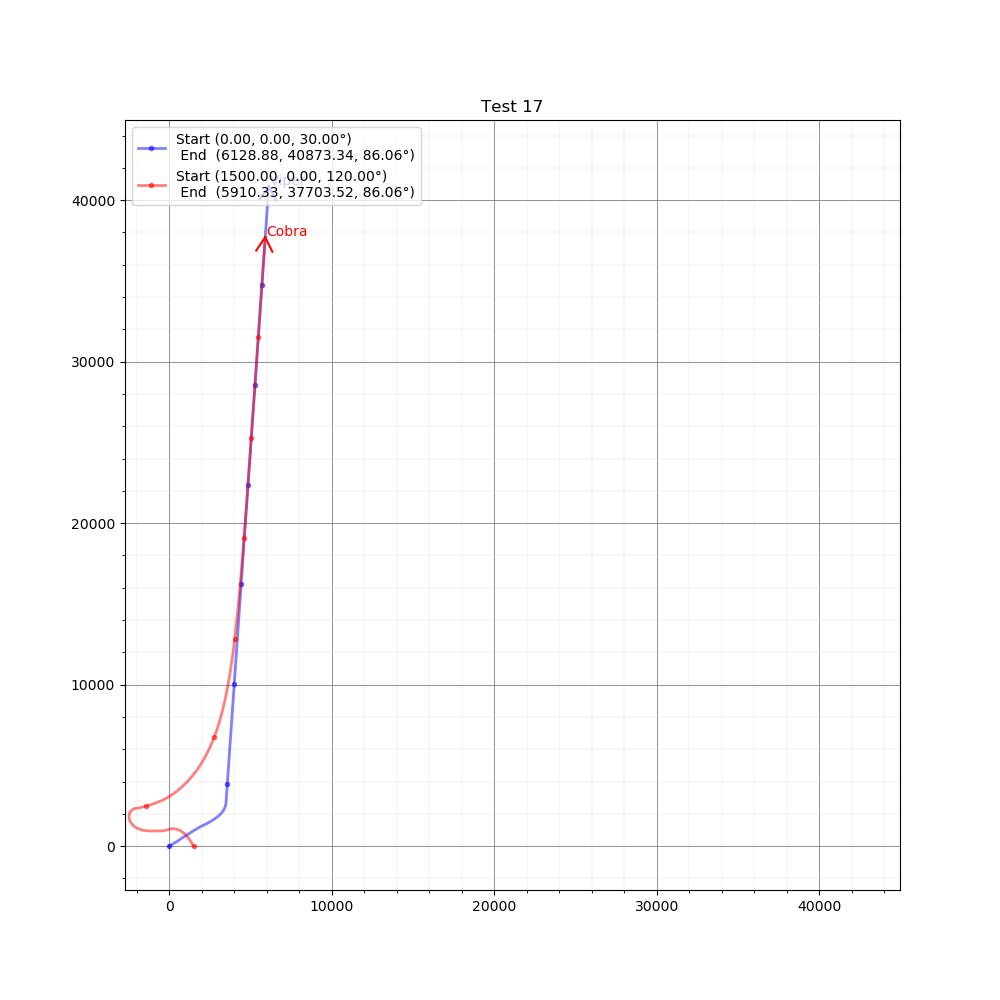 Test 17
Start (0.00, 0.00, 30.00°)
End (6128.88, 40873.34, 86.06°)
Start (1500.00, 0.00, 120.00°)
End (5910.33, 37703.52, 86.06°)
Cobra
40000
30000
20000
10000
0
0 10000 20000 30000 40000